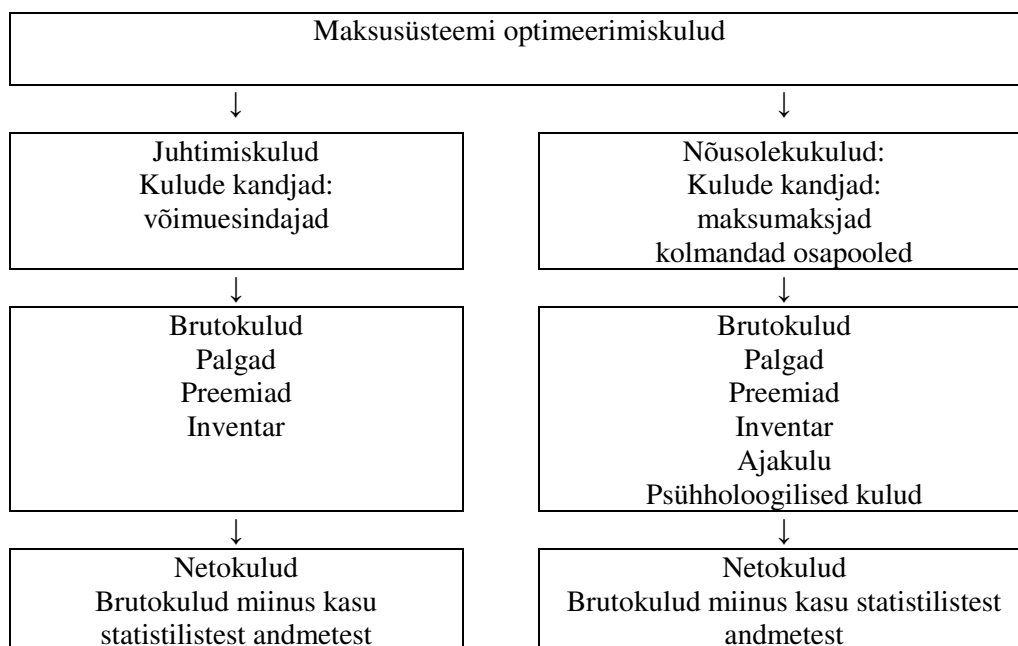 Maksusüsteemi optimeerimiskulud
↓
↓
Juhtimiskulud
Kulude kandjad:
võimuesindajad
Nõusolekukulud:
Kulude kandjad:
maksumaksjad
kolmandad osapooled
↓
↓
Brutokulud
Palgad
Preemiad
Inventar
Brutokulud
Palgad
Preemiad
Inventar
Ajakulu
Psühholoogilised kulud
↓
↓
Netokulud
Brutokulud miinus kasu
statistilistest andmetest
Netokulud
Brutokulud miinus kasu statistilistest
andmetest